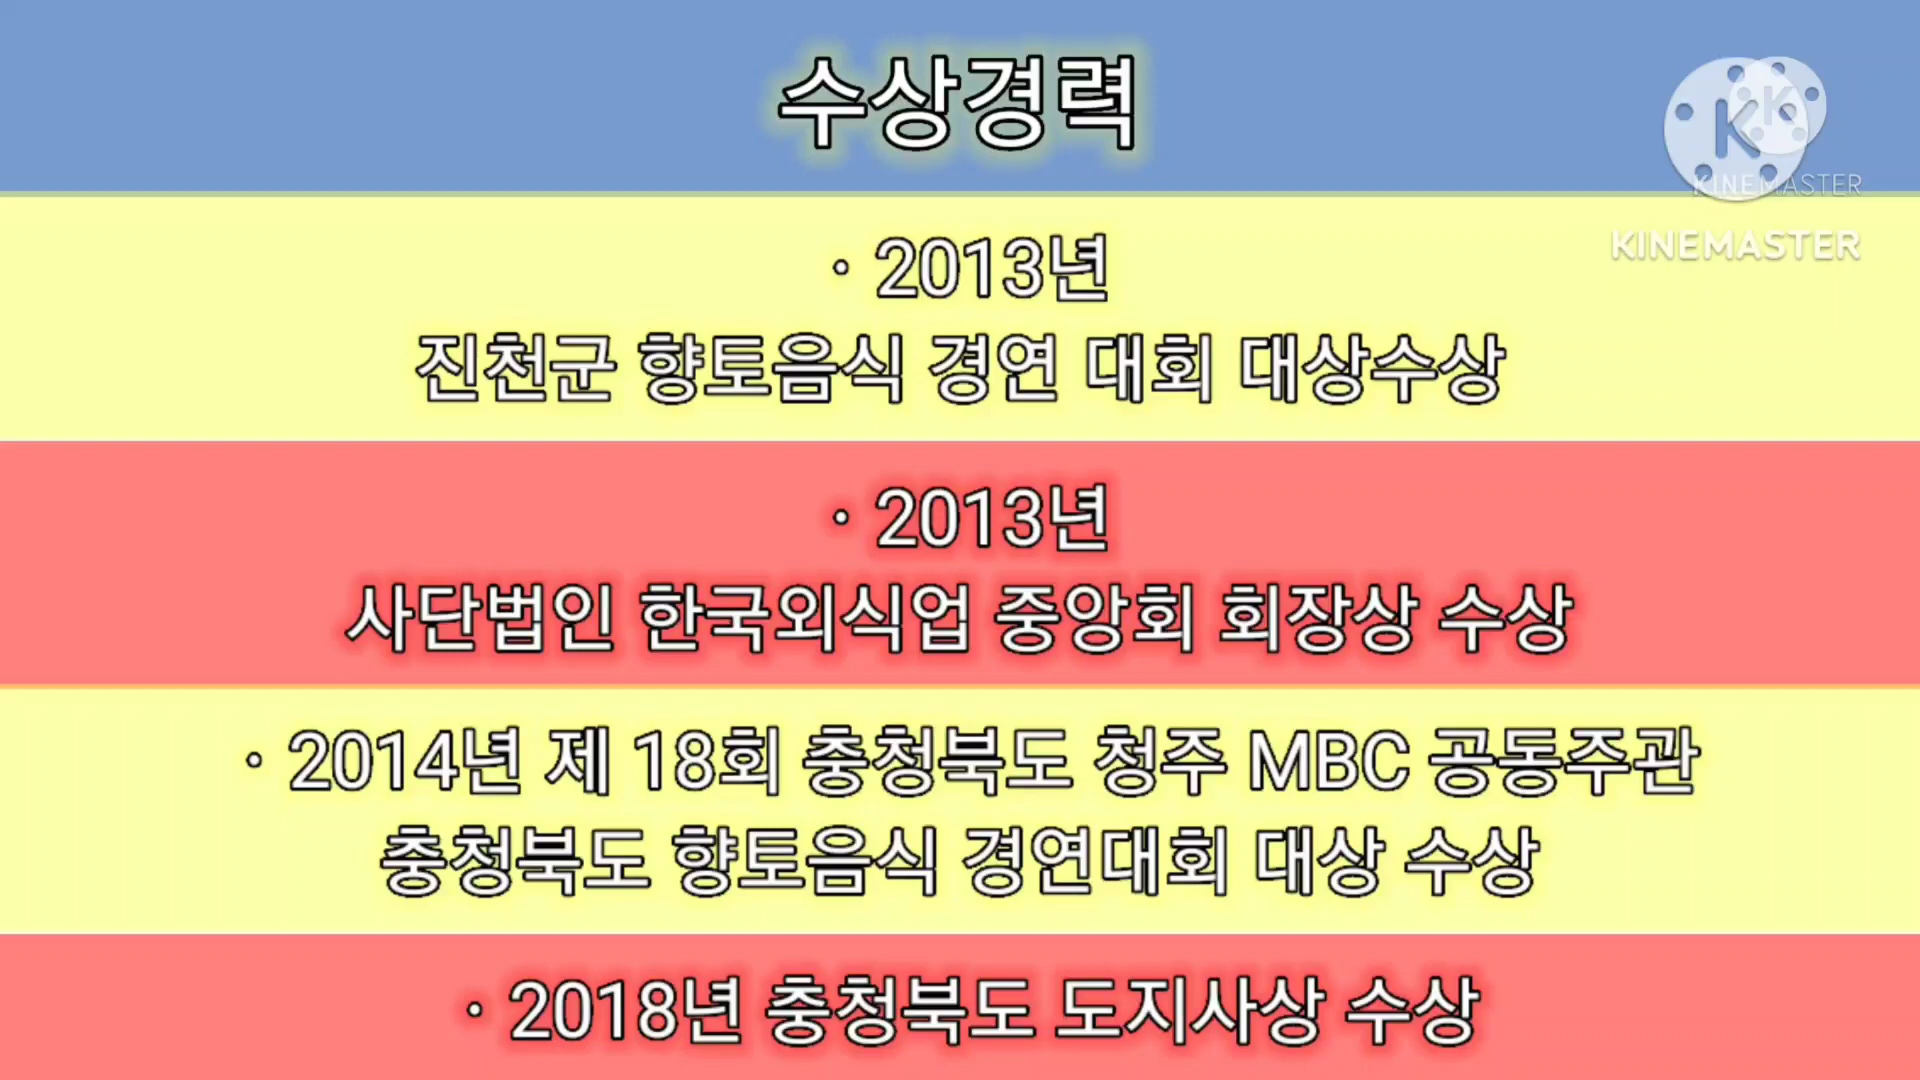 수상경력
K
K
KINEMASTER
KINEMASTER
· 2013년
진천군 향토음식 경연 대회 대상수상
· 2013년
사단법인 한국외식업 중앙회 회장상 수상
· 2014년 제 18회 충청북도 청주 MBC 공동주관
충청북도 향토음식 경연대회 대상 수상
· 2018년 충청북도 도지사상 수상